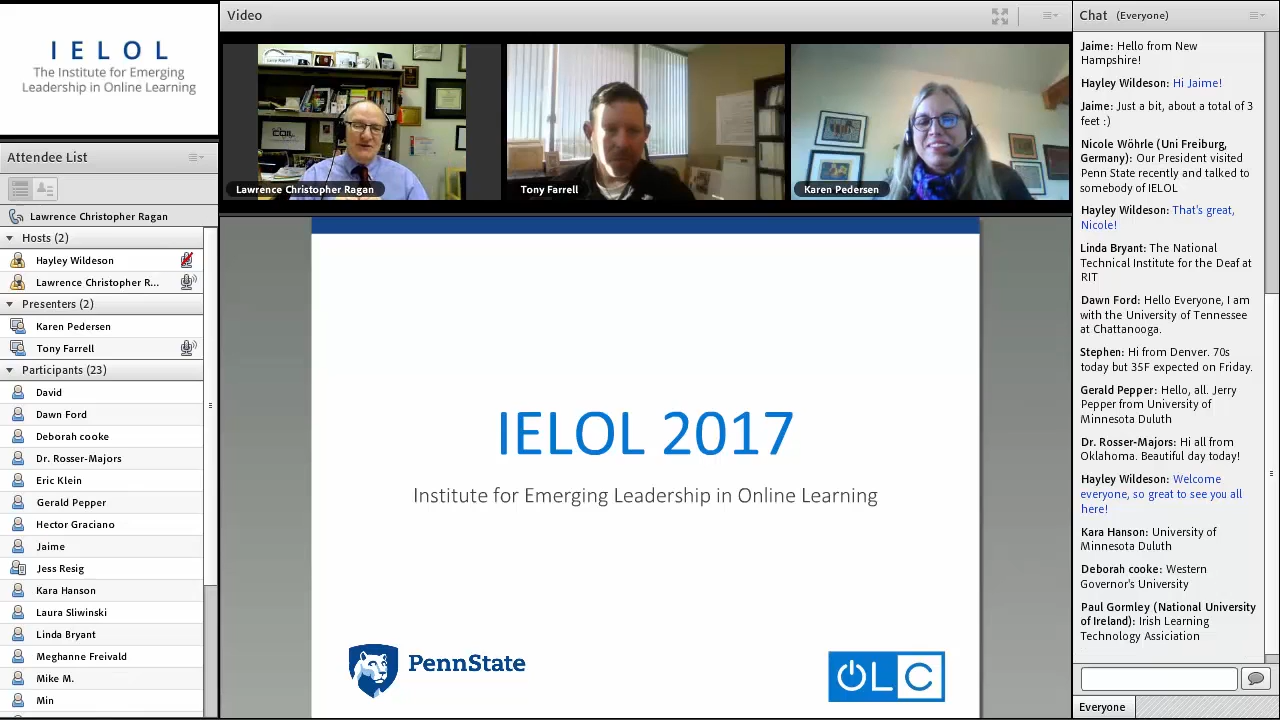 IELOL
The Institute for Emerging
Leadership in Online Learning
Attendee List
Lawrence Christopher Ragan
Hosts (2)
Hayley Wildeson
Lawrence Christopher R...
Presenters (2)
Karen Pedersen
Tony Farrell
Participants (23)
David
Dawn Ford
Deborah cooke
Dr. Rosser-Majors
Eric Klein
Gerald Pepper
Hector Graciano
Jaime
Jess Resig
Kara Hanson
Laura Sliwinski
Linda Bryant
Meghanne Freivald
Mike M.
Min
Video
Lawrence Christopher Ragan
Tony Farrell
Karen Pedersen
IELOL 2017
Institute for Emerging Leadership in Online Learning
PennState
OLC
Chat (Everyone)
Jaime: Hello from New
Hampshire!
Hayley Wildeson: Hi Jaime!
Jaime: Just a bit, about a total of 3
feet :)
Nicole Wöhrle (Uni Freiburg,
Germany): Our President visited
Penn State recently and talked to
somebody of IELOL
Hayley Wildeson: That's great,
Nicole!
Linda Bryant: The National
Technical Institute for the Deaf at
RIT
Dawn Ford: Hello Everyone, I am
with the University of Tennessee
at Chattanooga.
Stephen: Hi from Denver. 70s
today but 35F expected on Friday.
Gerald Pepper: Hello, all. Jerry
Pepper from University of
Minnesota Duluth
Dr. Rosser-Majors: Hi all from
Oklahoma. Beautiful day today!
Hayley Wildeson: Welcome
everyone, so great to see you all
here!
Kara Hanson: University of
Minnesota Duluth
Deborah cooke: Western
Governor's University
Paul Gormley (National University
of Ireland): Irish Learning
Technology Assiciation
Everyone